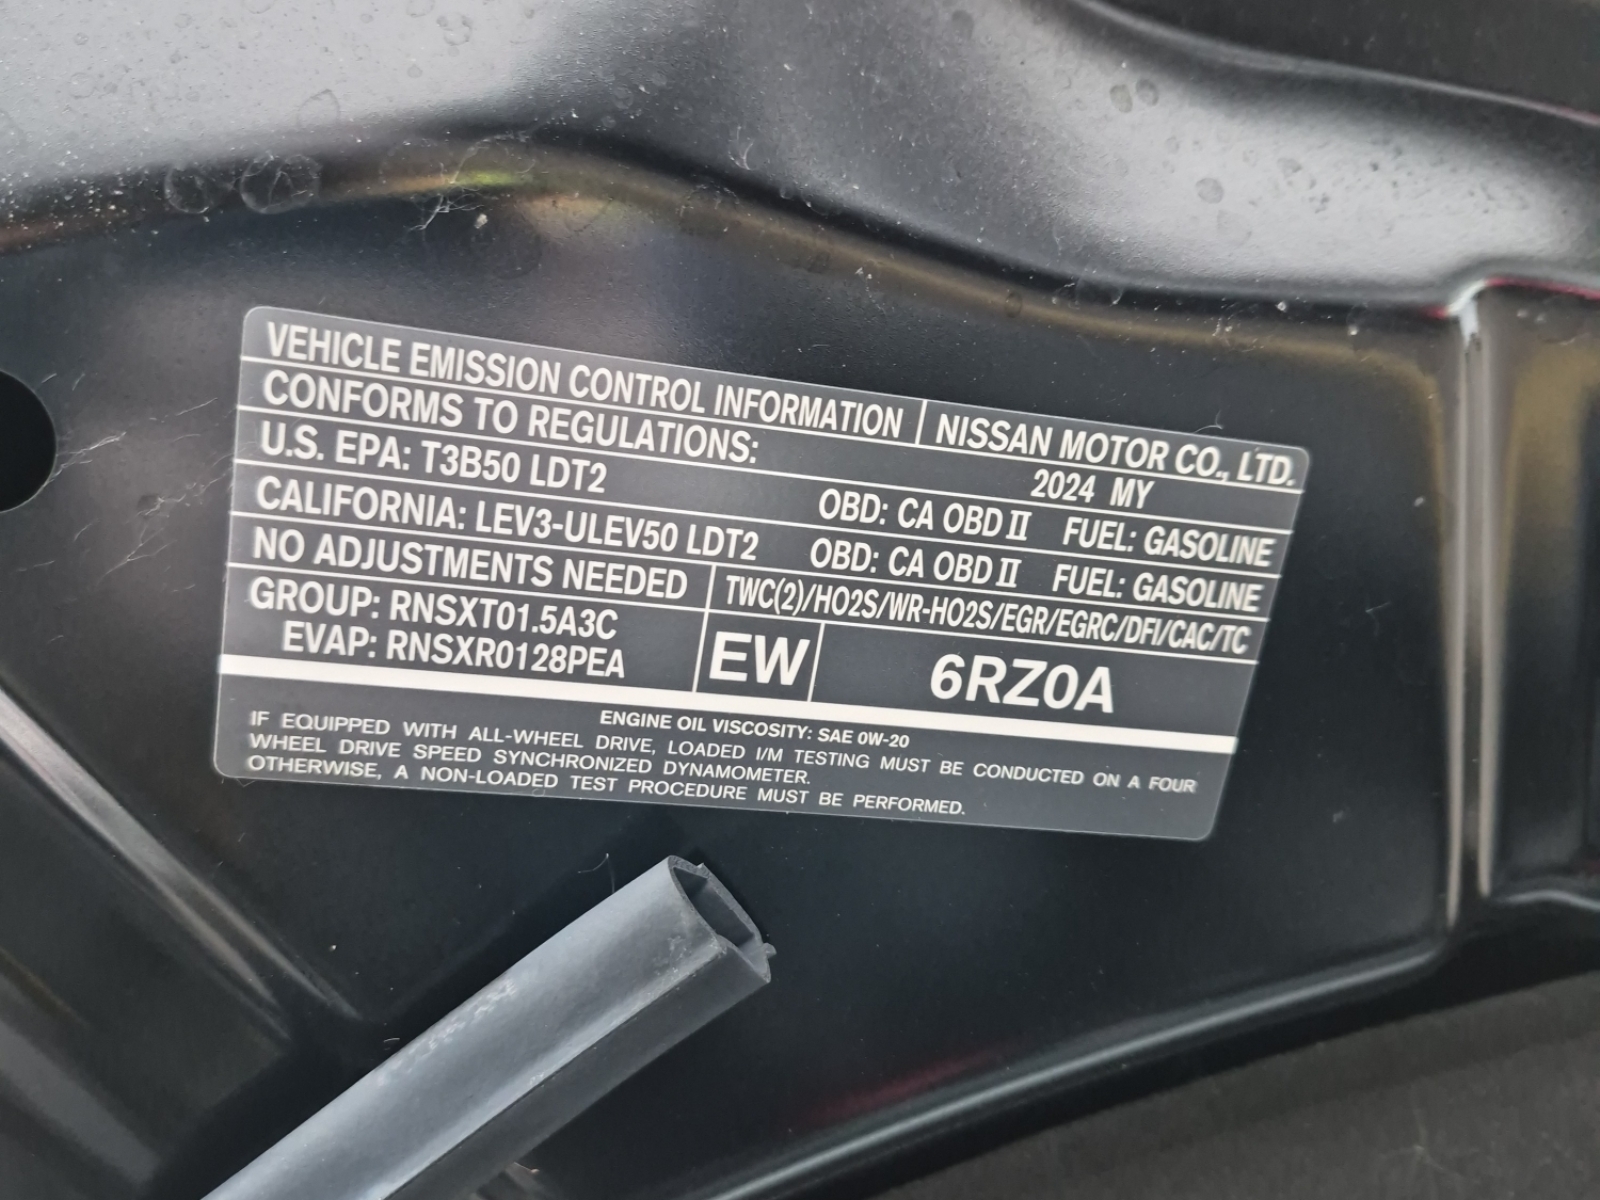 VEHICLE EMISSION CONTROL INFORMATION NISSAN MOTOR CO., LTD.
CONFORMS TO REGULATIONS: 2024 MY
U.S. EPA: T3B50 LDT2 OBD: CA OBD II FUEL: GASOLINE
CALIFORNIA: LEV3-ULEV50 LDT2 OBD: CA OBD II FUEL: GASOLINE
NO ADJUSTMENTS NEEDED TWC(2)/HO2S/WR-HO2S/EGR/EGRC/DFI/CAC/TC
GROUP: RNSXT01.5A3C
EVAP: RNSXR0128PEA
EW 6RZ0A
ENGINE OIL VISCOSITY: SAE 0W-20
IF EQUIPPED WITH ALL-WHEEL DRIVE, LOADED I/M TESTING MUST BE CONDUCTED ON A FOUR
WHEEL DRIVE SPEED SYNCHRONIZED DYNAMOMETER.
OTHERWISE, A NON-LOADED TEST PROCEDURE MUST BE PERFORMED.